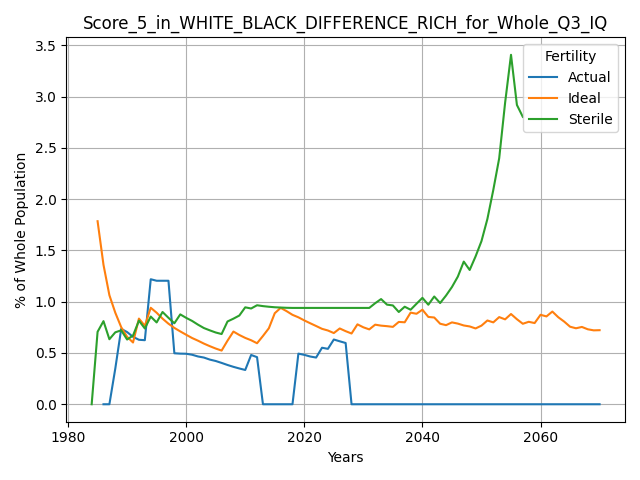 Score_5_in_WHITE_BLACK_DIFFERENCE_RICH_for_Whole_Q3_IQ
Fertility
Actual
Ideal
Sterile
% of Whole Population
3.5
3.0
2.5
2.0
1.5
1.0
0.5
0.0
1980
2000
2020
2040
2060
Years